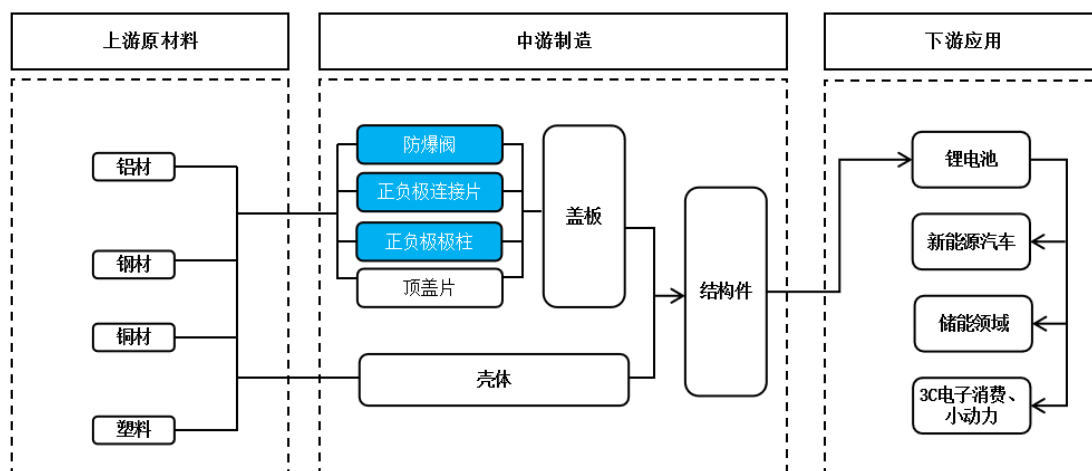 上游原材料
中游制造
下游应用
铝材
钢材
铜材
塑料
防爆阀
正负极连接片
正负极极柱
顶盖片
盖板
壳体
结构件
锂电池
新能源汽车
储能领域
3C电子消费、
小动力